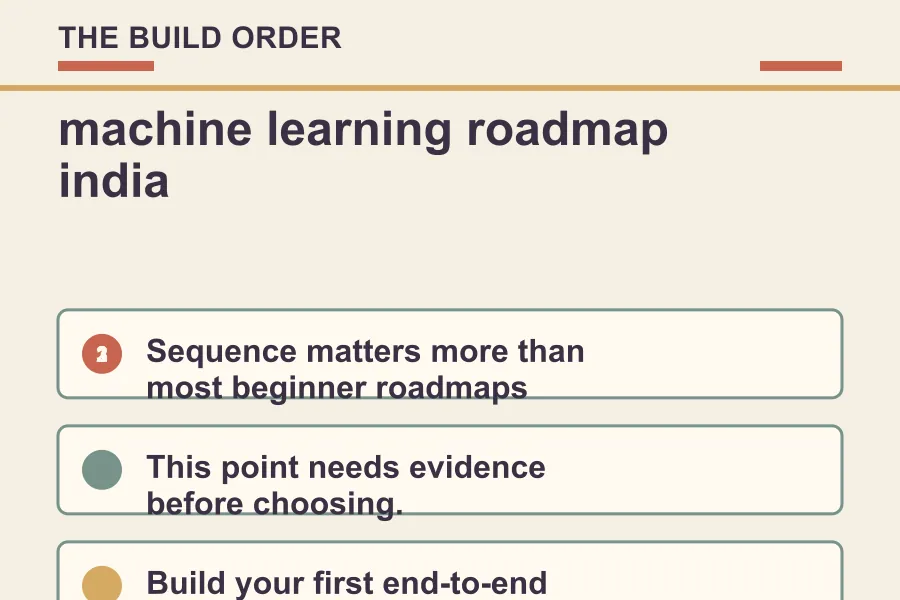 THE BUILD ORDER
machine learning roadmap
india
Sequence matters more than
most beginner roadmaps
This point needs evidence
before choosing.
Build your first end-to-end